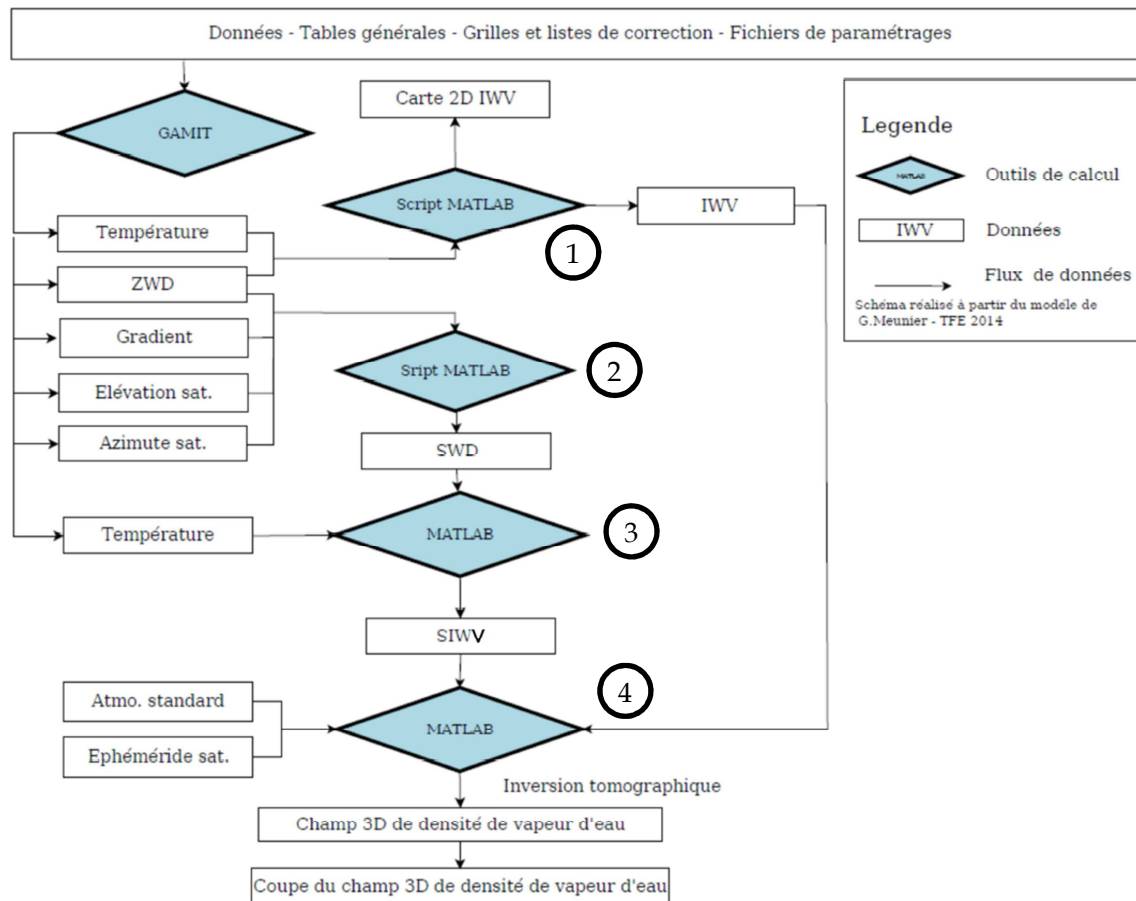 Données - Tables générales - Grilles et listes de correction - Fichiers de paramétrages
GAMIT
Carte 2D IWV
Script MATLAB
IWV
1
Température
ZWD
Gradient
Elévation sat.
Azimute sat.
Sript MATLAB
2
SWD
Température
MATLAB
3
SIWV
Atmo. standard
Ephéméride sat.
MATLAB
4
Inversion tomographique
Champ 3D de densité de vapeur d'eau
Coupe du champ 3D de densité de vapeur d'eau
Legende
MATLAB
Outils de calcul
IWV
Données
Flux de données
Schéma réalisé à partir du modèle de
G.Meunier - TFE 2014